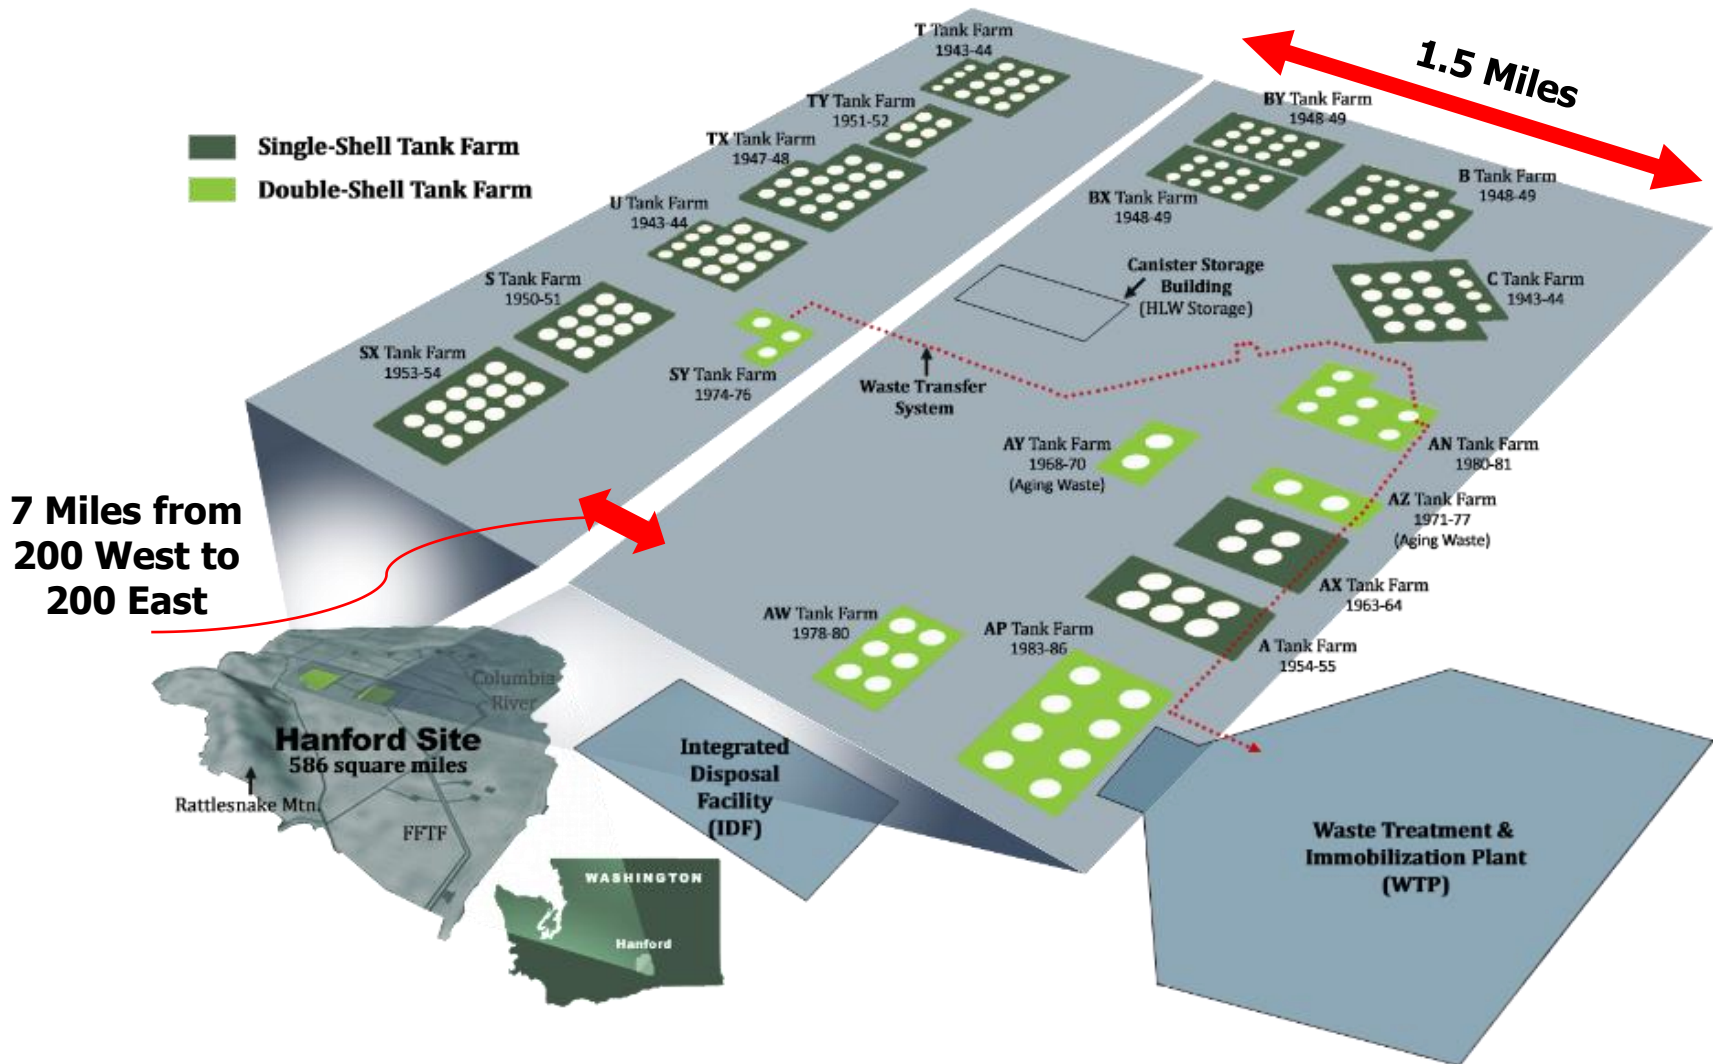 T Tank Farm
1943-44
1.5 Miles
TY Tank Farm
1951-52
BY Tank Farm
1948-49
Single-Shell Tank Farm
Double-Shell Tank Farm
TX Tank Farm
1947-48
B Tank Farm
1948-49
BX Tank Farm
1948-49
U Tank Farm
1943-44
S Tank Farm
1950-51
Canister Storage
Building
(HLW Storage)
C Tank Farm
1943-44
SX Tank Farm
1953-54
SY Tank Farm
1974-76
Waste Transfer
System
AY Tank Farm
1968-70
(Aging Waste)
AN Tank Farm
1980-81
AZ Tank Farm
1971-77
(Aging Waste)
7 Miles from
200 West to
200 East
AX Tank Farm
1963-64
AW Tank Farm
1978-80
AP Tank Farm
1983-86
A Tank Farm
1954-55
Columbia
River
Hanford Site
586 square miles
Rattlesnake Mtn.
FFTF
Integrated
Disposal
Facility
(IDF)
Waste Treatment &
Immobilization Plant
(WTP)
WASHINGTON
Hanford